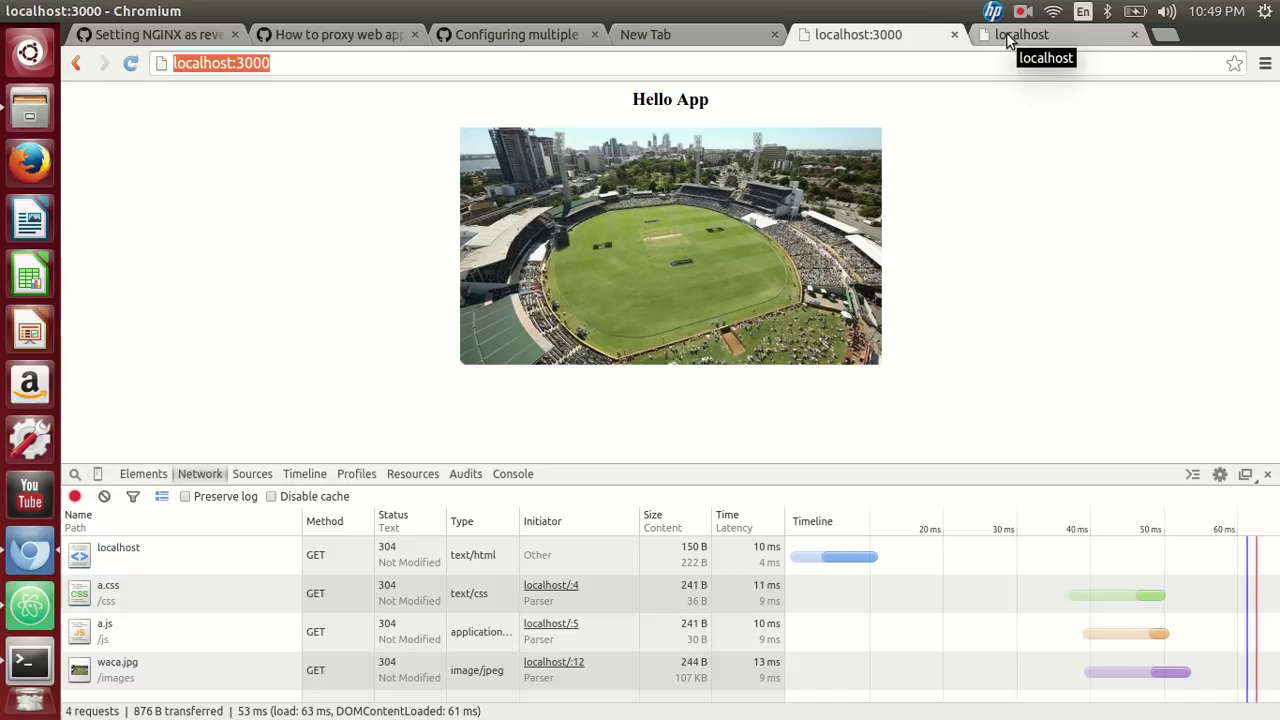 localhost:3000 - Chromium
hp
En
10:49 PM
Setting NGINX as reve
How to proxy web app
Configuring multiple
New Tab
localhost:3000
localhost
localhost:3000
localhost
Hello App
Elements Network Sources Timeline Profiles Resources Audits Console
Preserve log Disable cache
Name Method Status Type Initiator Size Time Timeline
Path Text Content Latency 20 ms 30 ms 40 ms 50 ms 60 ms
localhost GET 304 text/html Other 150 B 10 ms
Not Modified 222 B 4 ms
a.css GET 304 text/css localhost/:4 241 B 11 ms
/css Not Modified Parser 36 B 9 ms
a.js GET 304 application... localhost/:5 241 B 10 ms
/js Not Modified Parser 30 B 9 ms
waca.jpg GET 304 image/jpeg localhost/:12 244 B 13 ms
/images Not Modified Parser 107 KB 9 ms
4 requests | 876 B transferred | 53 ms (load: 63 ms, DOMContentLoaded: 61 ms)
a
You
Tube
CSS
JS